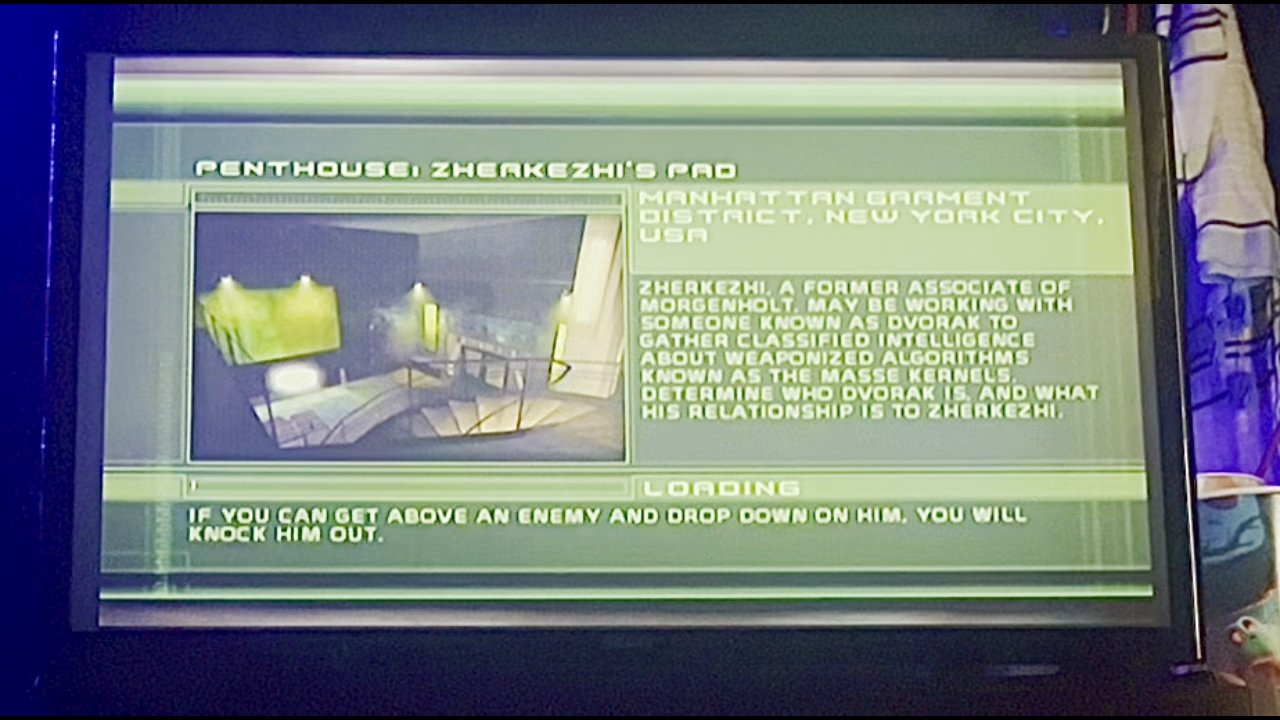 PENTHOUSE: ZHERKEZHI'S PAD
MANHATTAN GARMENT
DISTRICT, NEW YORK CITY,
USA
ZHERKEZHI, A FORMER ASSOCIATE OF
MORGENHOLT, MAY BE WORKING WITH
SOMEONE KNOWN AS DVORAK TO
GATHER CLASSIFIED INTELLIGENCE
ABOUT WEAPONIZED ALGORITHMS
KNOWN AS THE MASSE KERNELS.
DETERMINE WHO DVORAK IS, AND WHAT
HIS RELATIONSHIP IS TO ZHERKEZHI.
LOADING
IF YOU CAN GET ABOVE AN ENEMY AND DROP DOWN ON HIM, YOU WILL
KNOCK HIM OUT.